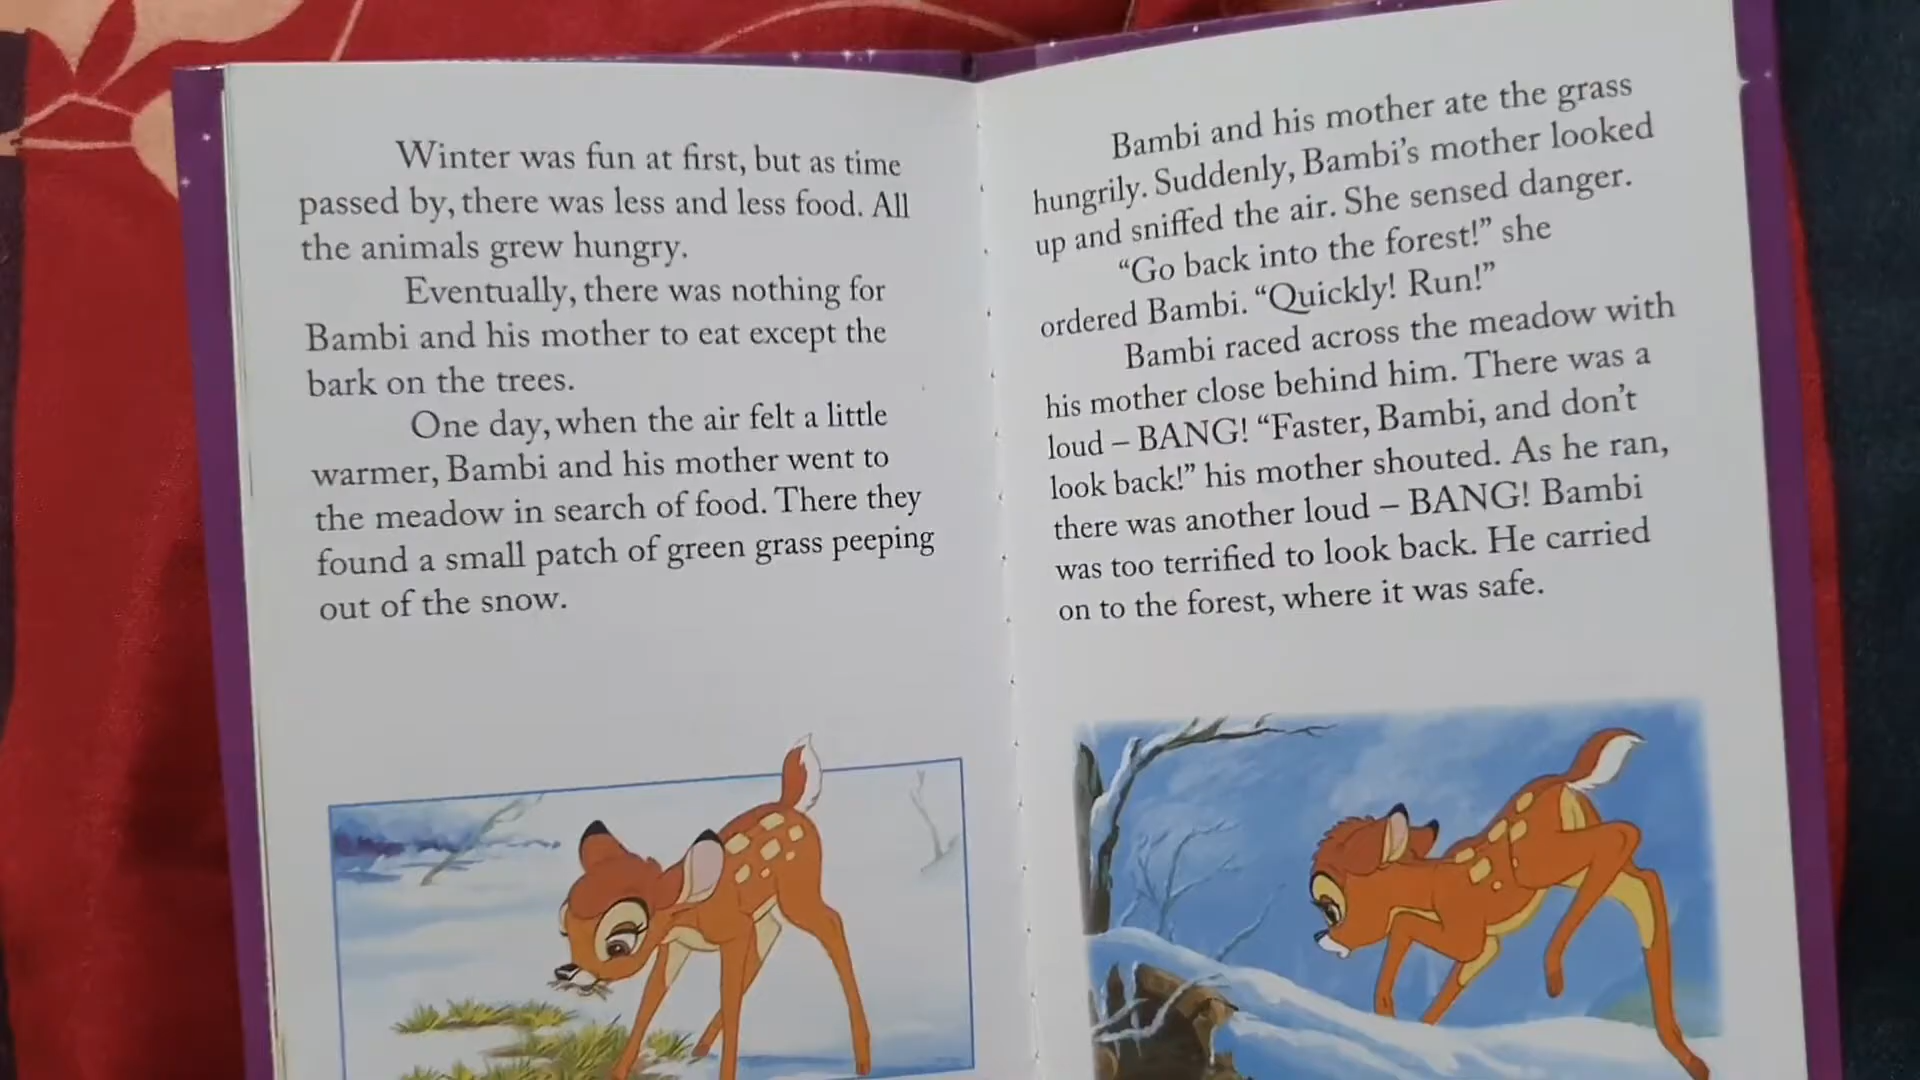 Winter was fun at first, but as time
passed by, there was less and less food. All
the animals grew hungry.
Eventually, there was nothing for
Bambi and his mother to eat except the
bark on the trees.
One day, when the air felt a little
warmer, Bambi and his mother went to
the meadow in search of food. There they
found a small patch of green grass peeping
out of the snow.
Bambi and his mother ate the grass
hungrily. Suddenly, Bambi’s mother looked
up and sniffed the air. She sensed danger.
“Go back into the forest!” she
ordered Bambi. “Quickly! Run!”
Bambi raced across the meadow with
his mother close behind him. There was a
loud – BANG! “Faster, Bambi, and don’t
look back!” his mother shouted. As he ran,
there was another loud – BANG! Bambi
was too terrified to look back. He carried
on to the forest, where it was safe.